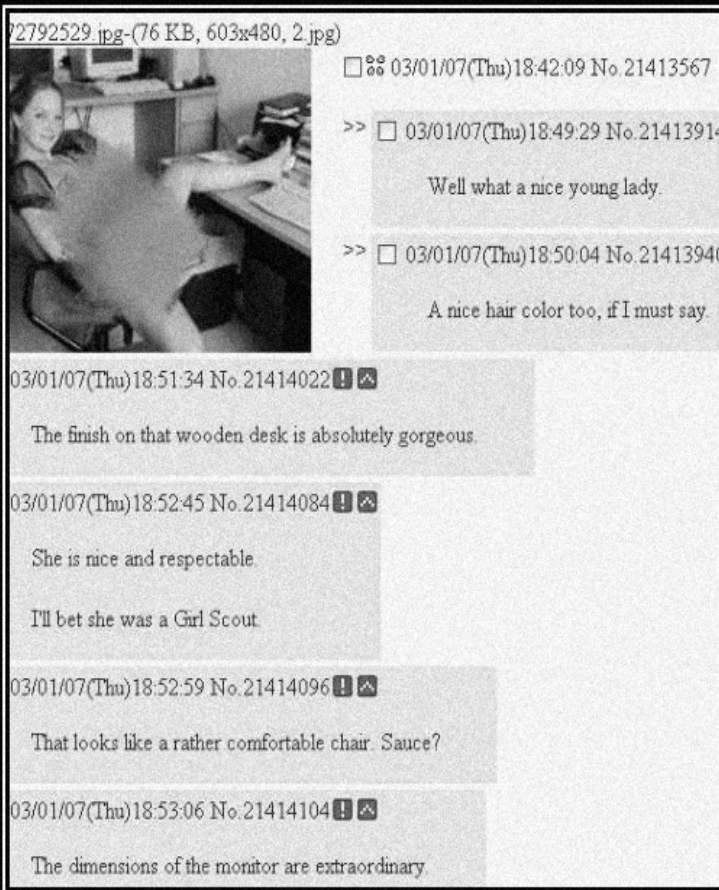 72792529.jpg-(76 KB, 603x480, 2.jpg)
03/01/07(Thu)18:42:09 No.21413567
>> 03/01/07(Thu)18:49:29 No.2141391
Well what a nice young lady.
>> 03/01/07(Thu)18:50:04 No.2141394
A nice hair color too, if I must say.
03/01/07(Thu)18:51:34 No.21414022
The finish on that wooden desk is absolutely gorgeous.
03/01/07(Thu)18:52:45 No.21414084
She is nice and respectable.
I'll bet she was a Girl Scout.
03/01/07(Thu)18:52:59 No.21414096
That looks like a rather comfortable chair. Sauce?
03/01/07(Thu)18:53:06 No.21414104
The dimensions of the monitor are extraordinary.